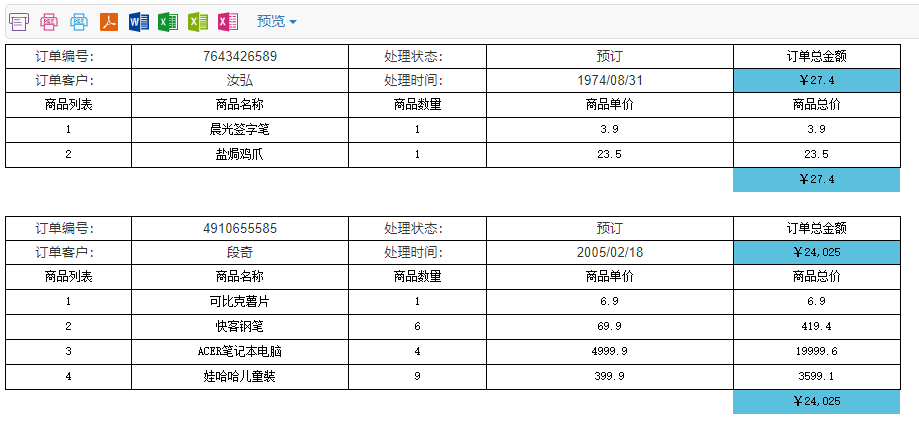 预览
订单编号: 7643426589 处理状态: 预订 订单总金额
订单客户: 汝弘 处理时间: 1974/08/31 ￥27.4
商品列表 商品名称 商品数量 商品单价 商品总价
1 晨光签字笔 1 3.9 3.9
2 盐焗鸡爪 1 23.5 23.5
￥27.4
订单编号: 4910655585 处理状态: 预订 订单总金额
订单客户: 段奇 处理时间: 2005/02/18 ￥24,025
商品列表 商品名称 商品数量 商品单价 商品总价
1 可比克薯片 1 6.9 6.9
2 快客钢笔 6 69.9 419.4
3 ACER笔记本电脑 4 4999.9 19999.6
4 娃哈哈儿童装 9 399.9 3599.1
￥24,025